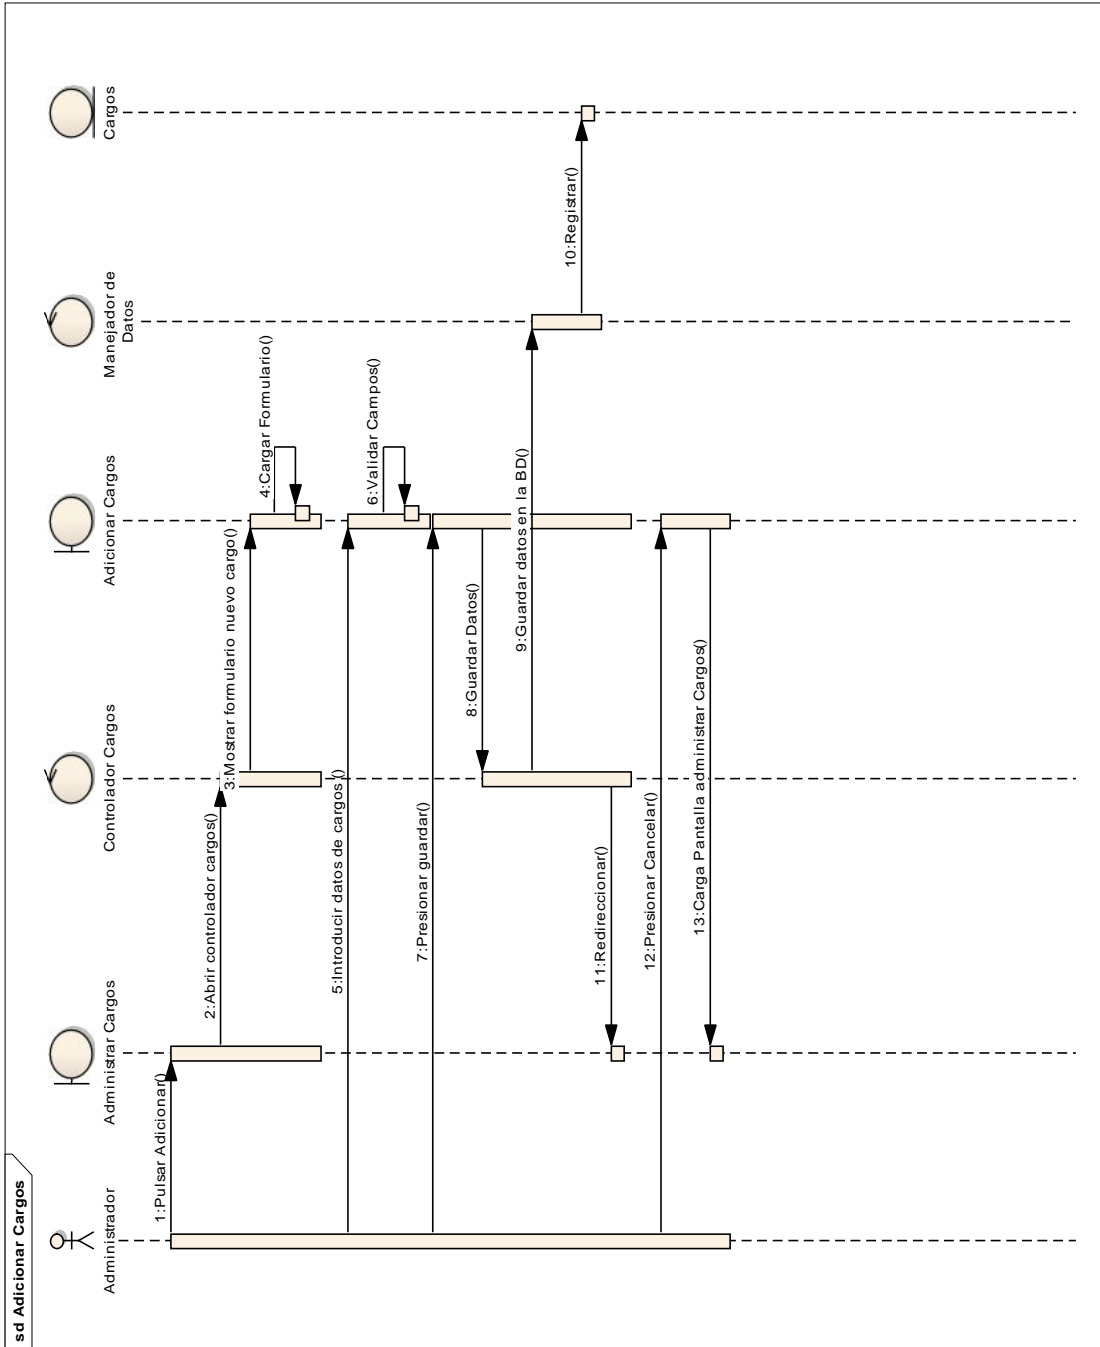 sd Adicionar Cargos
Administrador
Administrar Cargos
Controlador Cargos
Adicionar Cargos
Manejador de
Datos
Cargos
1:Pulsar Adicionar()
2:Abrir controlador cargos()
3:Mostrar formulario nuevo cargo()
4:Cargar Formulario()
5:Introducir datos de cargos()
6:Validar Campos()
7:Presionar guardar()
8:Guardar Datos()
9:Guardar datos en la BD()
10:Registrar()
11:Redireccionar()
12:Presionar Cancelar()
13:Carga Pantalla administrar Cargos()